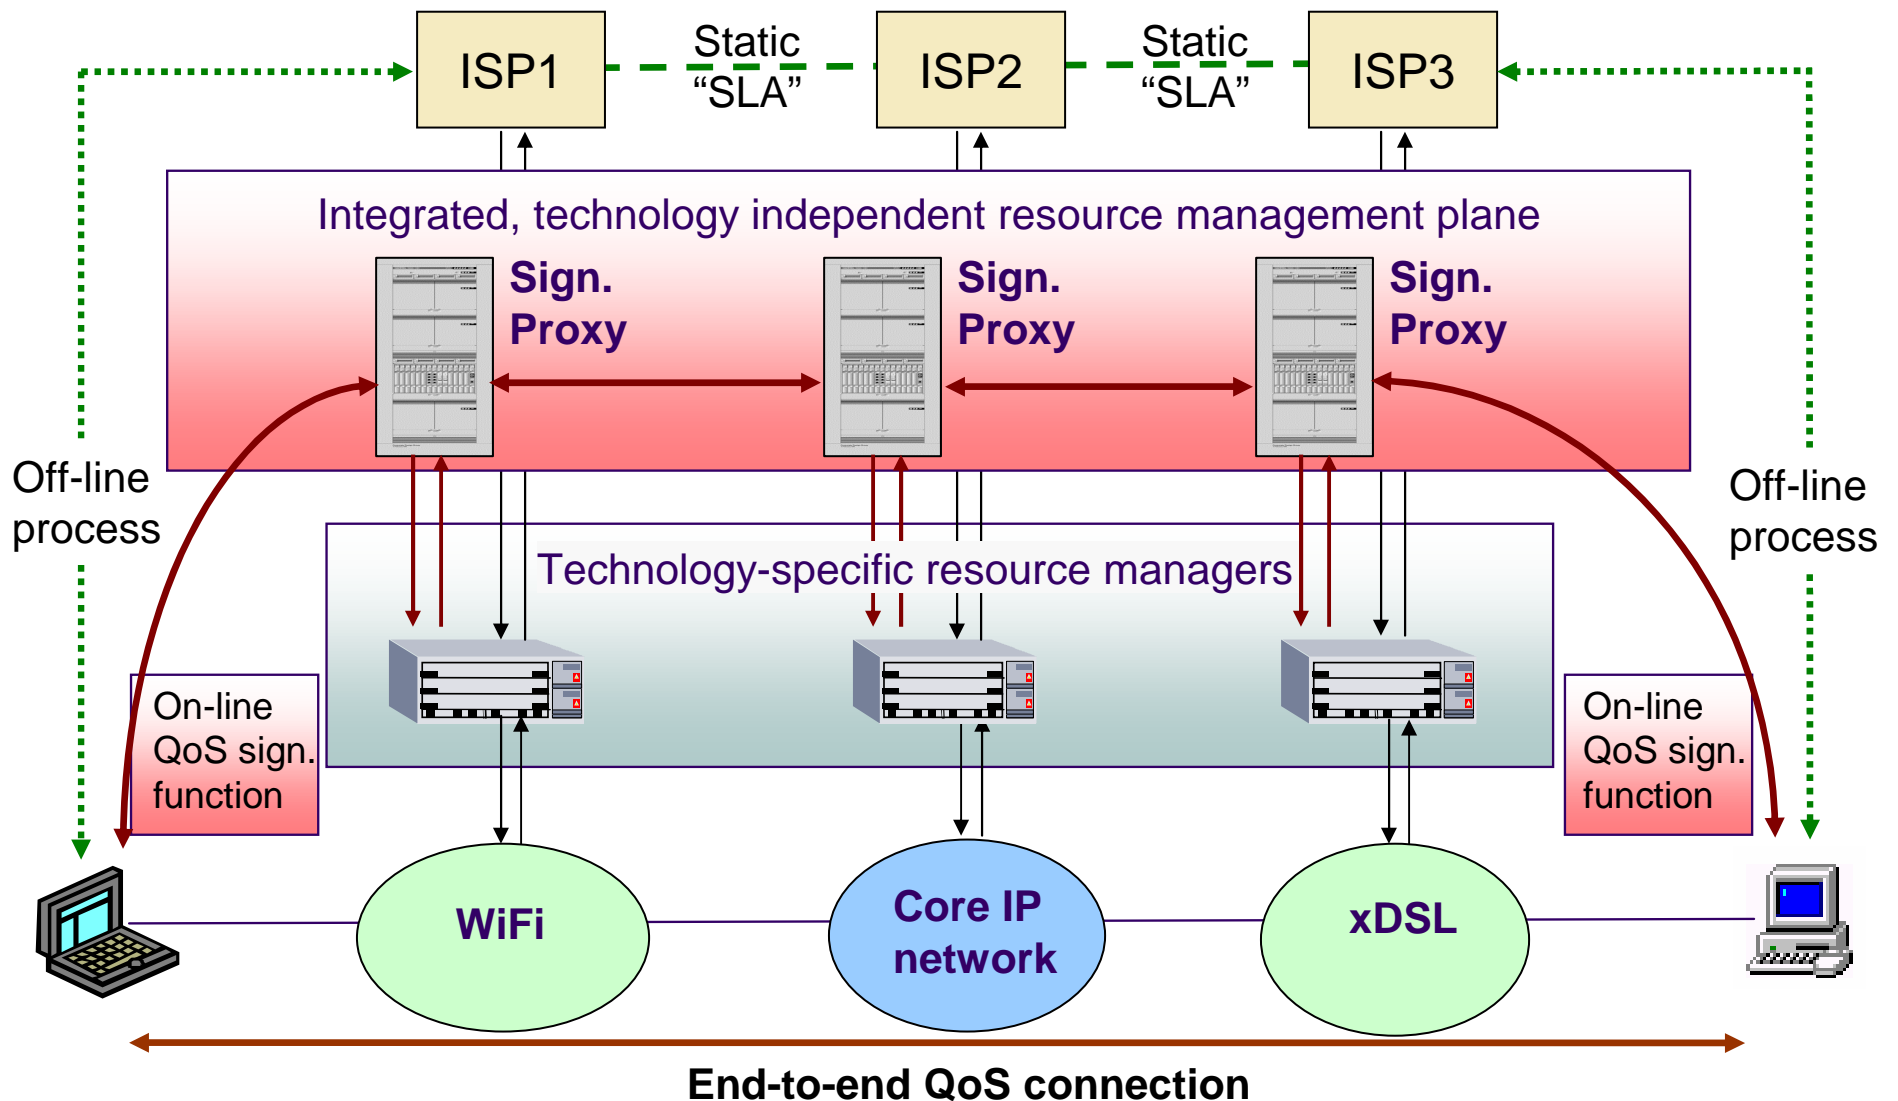 ISP1
Static
“SLA”
ISP2
Static
“SLA”
ISP3
Integrated, technology independent resource management plane
Sign.
Proxy
Sign.
Proxy
Sign.
Proxy
Off-line
process
Off-line
process
Technology-specific resource managers
On-line
QoS sign.
function
On-line
QoS sign.
function
WiFi
Core IP
network
xDSL
End-to-end QoS connection